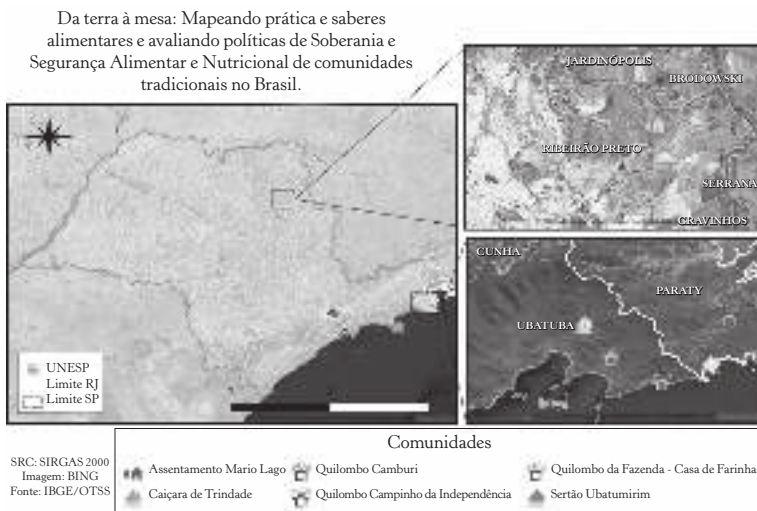 Da terra à mesa: Mapeando prática e saberes
alimentares e avaliando políticas de Soberania e
Segurança Alimentar e Nutricional de comunidades
tradicionais no Brasil.
JARDINÓPOLIS
BRODOWSKI
RIBEIRÃO PRETO
SERRANA
CRAVINHOS
CUNHA
PARATY
UBATUBA
UNESP
Limite RJ
Limite SP
SRC: SIRGAS 2000
Imagem: BING
Fonte: IBGE/OTSS
Comunidades
Assentamento Mario Lago
Quilombo Camburi
Quilombo da Fazenda - Casa de Farinha
Caiçara de Trindade
Quilombo Campinho da Independência
Sertão Ubatumirim